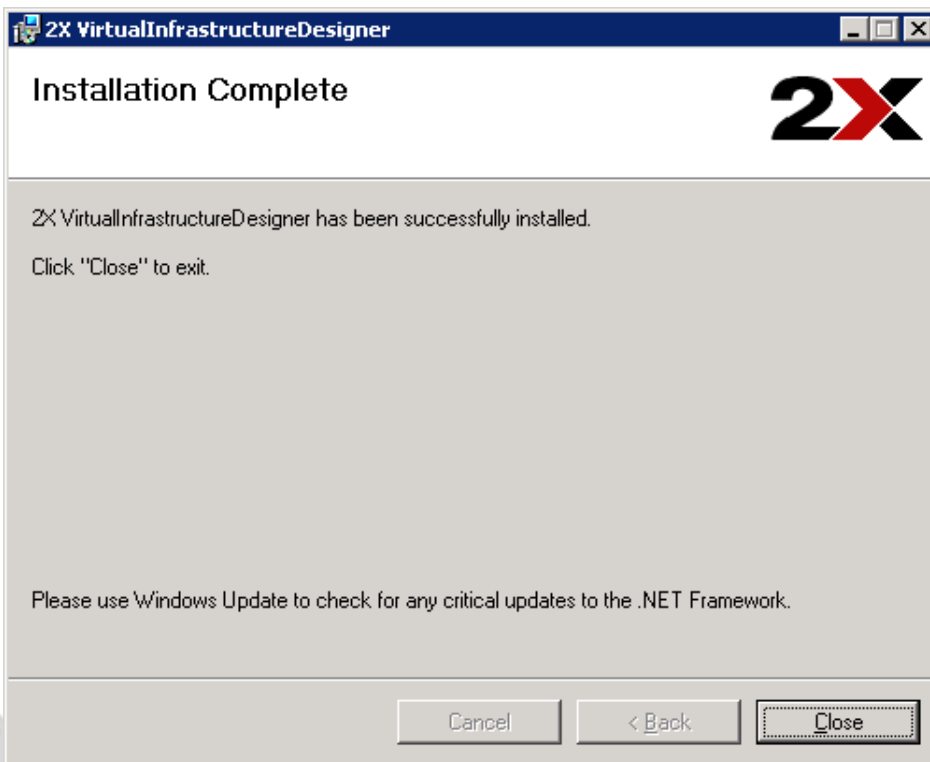 2X VirtualInfrastructureDesigner
Installation Complete
2X
2X VirtualInfrastructureDesigner has been successfully installed.
Click "Close" to exit.
Please use Windows Update to check for any critical updates to the .NET Framework.
Cancel
< Back
Close